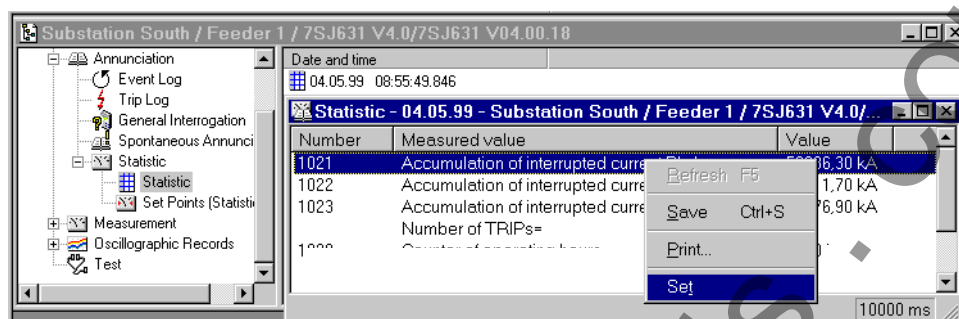 Substation South / Feeder 1 / 7SJ631 V4.0/7SJ631 V04.00.18
Annunciation
Event Log
Trip Log
General Interrogation
Spontaneous Annunci
Statistic
Statistic
Set Points (Statisti
Measurement
Oscillographic Records
Test
Date and time
04.05.99 08:55:49.846
Statistic - 04.05.99 - Substation South / Feeder 1 / 7SJ631 V4.0/...
Number Measured value Value
1021 Accumulation of interrupted current 6,30 kA
1022 Accumulation of interrupted curre 1,70 kA
1023 Accumulation of interrupted curre 76,90 kA
Number of TRIPs=
Refresh F5
Save Ctrl+S
Print...
Set
10000 ms